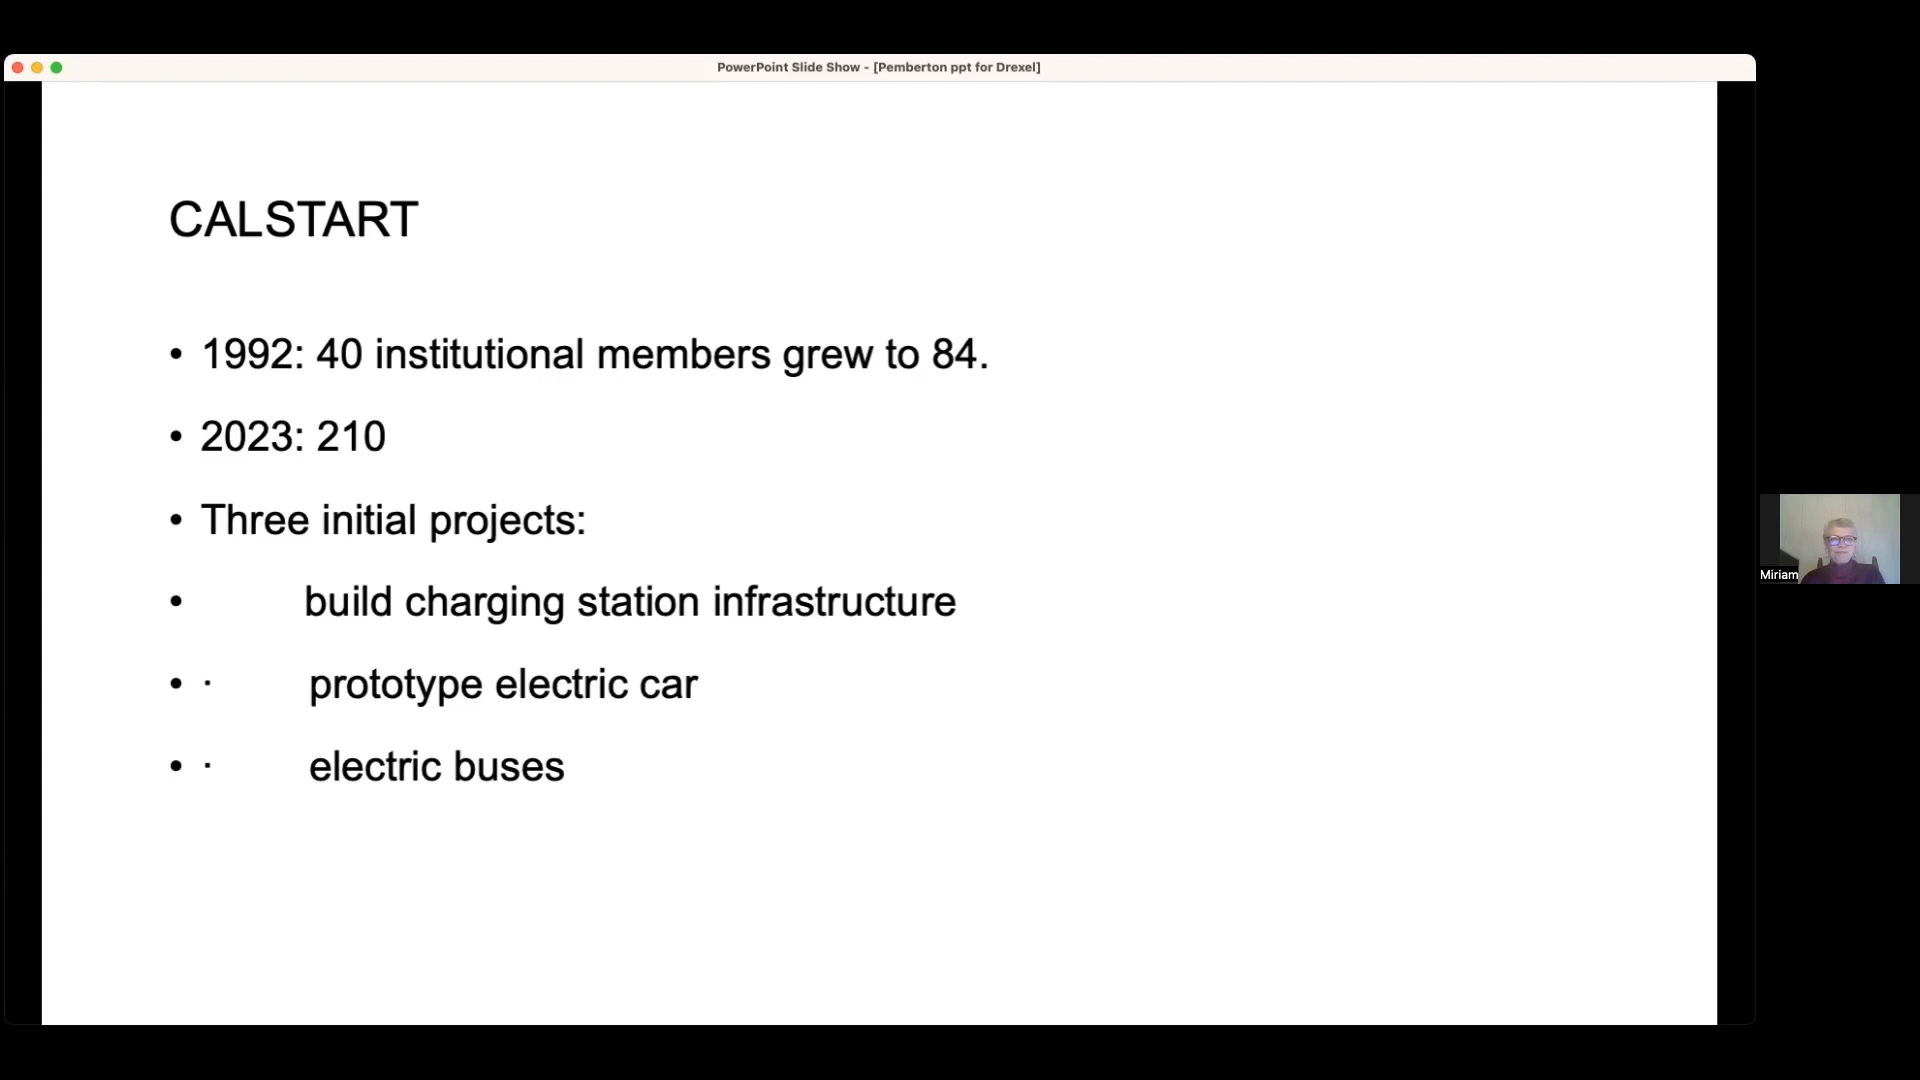 PowerPoint Slide Show - [Pemberton ppt for Drexel]
CALSTART
• 1992: 40 institutional members grew to 84.
• 2023: 210
• Three initial projects:
• build charging station infrastructure
• · prototype electric car
• · electric buses
Miriam